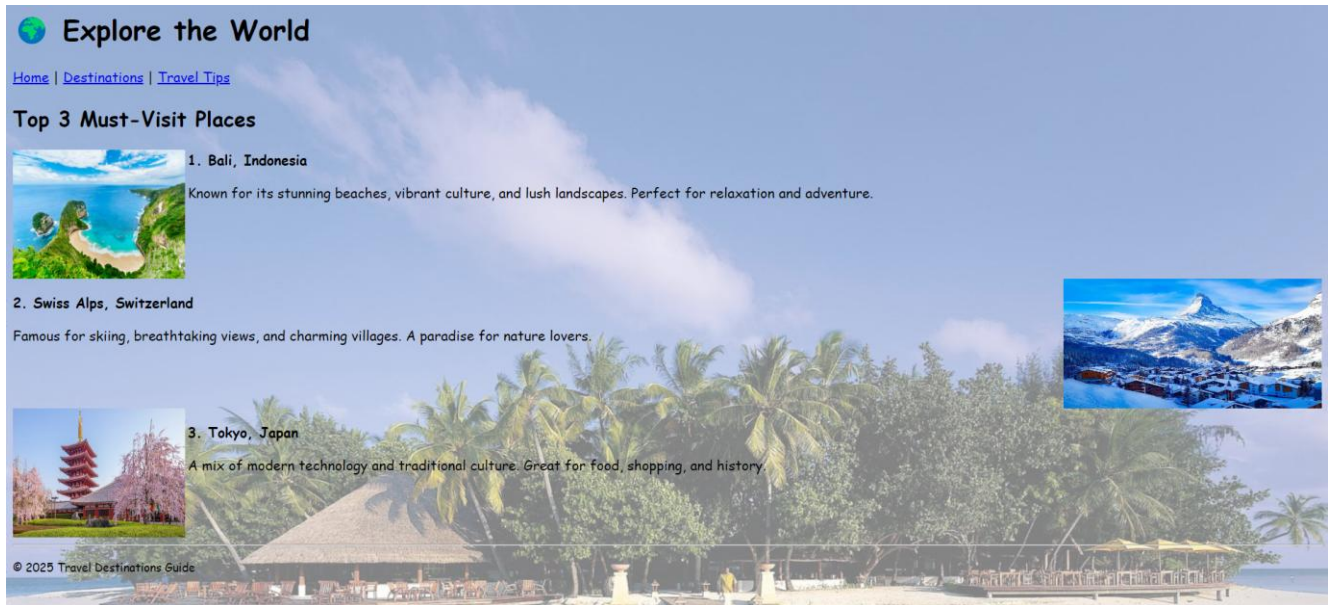 Explore the World
Home | Destinations | Travel Tips
Top 3 Must-Visit Places
1. Bali, Indonesia
Known for its stunning beaches, vibrant culture, and lush landscapes. Perfect for relaxation and adventure.
2. Swiss Alps, Switzerland
Famous for skiing, breathtaking views, and charming villages. A paradise for nature lovers.
3. Tokyo, Japan
A mix of modern technology and traditional culture. Great for food, shopping, and history.
© 2025 Travel Destinations Guide